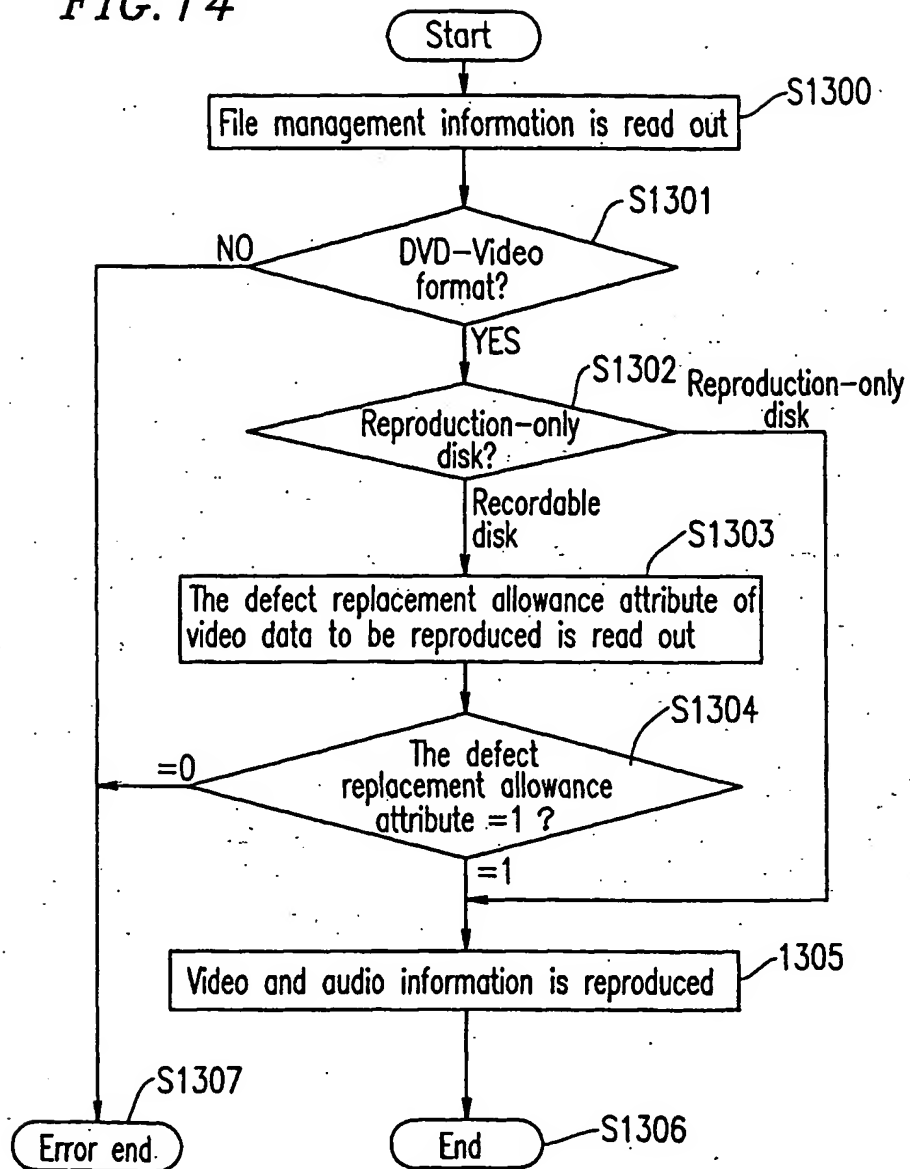 FIG. 14
Start
S1300
File management information is read out
S1301
NO
DVD-Video
format?
YES
S1302
Reproduction-only
disk
Reproduction-only
disk?
Recordable
disk
S1303
The defect replacement allowance attribute of
video data to be reproduced is read out
S1304
=0
The defect
replacement allowance
attribute =1 ?
=1
1305
Video and audio information is reproduced
S1307
Error end
End
S1306